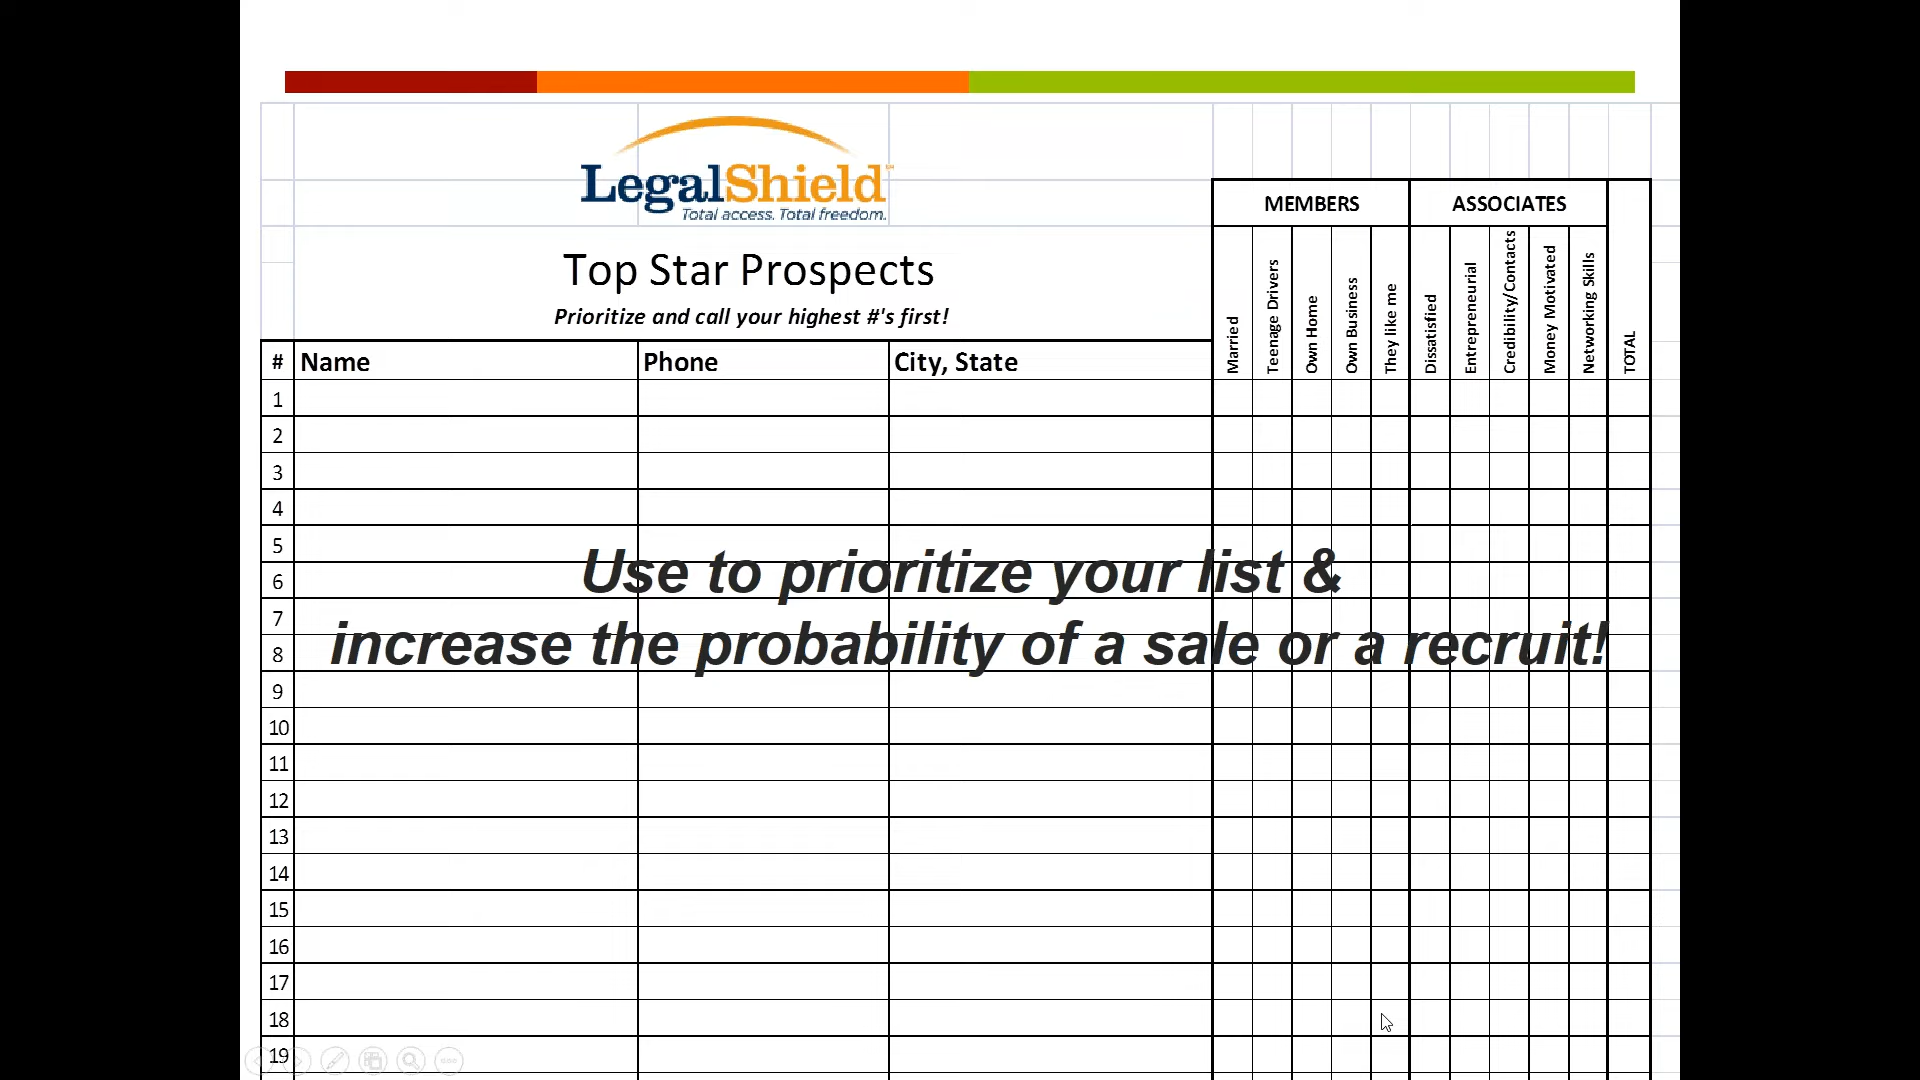 LegalShield
Total access. Total freedom.
MEMBERS
ASSOCIATES
Top Star Prospects
Prioritize and call your highest #'s first!
Married
Teenage Drivers
Own Home
Own Business
They like me
Dissatisfied
Entrepreneurial
Credibility/Contacts
Money Motivated
Networking Skills
TOTAL
# Name Phone City, State
1
2
3
4
5
Use to prioritize your list &
6
7
increase the probability of a sale or a recruit!
8
9
10
11
12
13
14
15
16
17
18
19